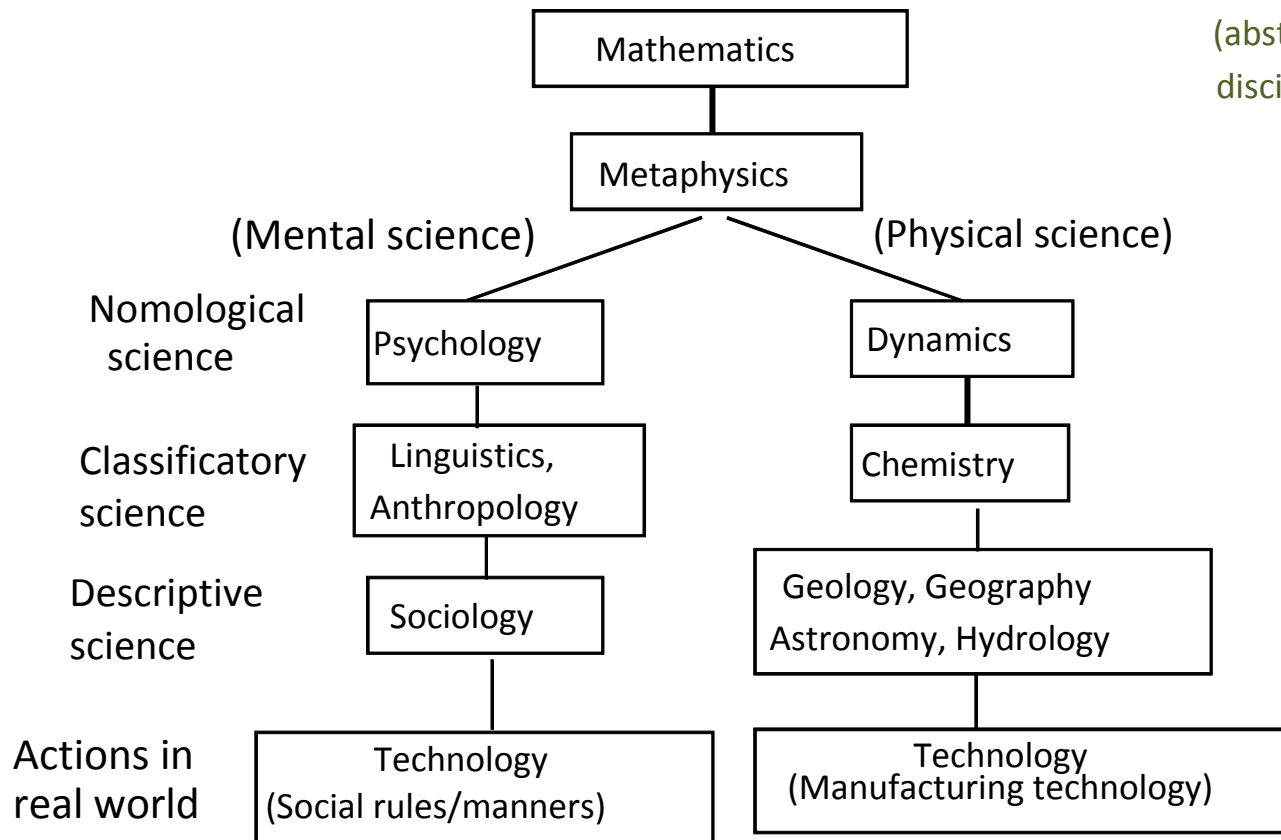 Mathematics
(abst
disci
Metaphysics
(Mental science)
(Physical science)
Nomological
science
Psychology
Dynamics
Classificatory
science
Linguistics,
Anthropology
Chemistry
Descriptive
science
Sociology
Geology, Geography
Astronomy, Hydrology
Actions in
real world
Technology
(Social rules/manners)
Technology
(Manufacturing technology)